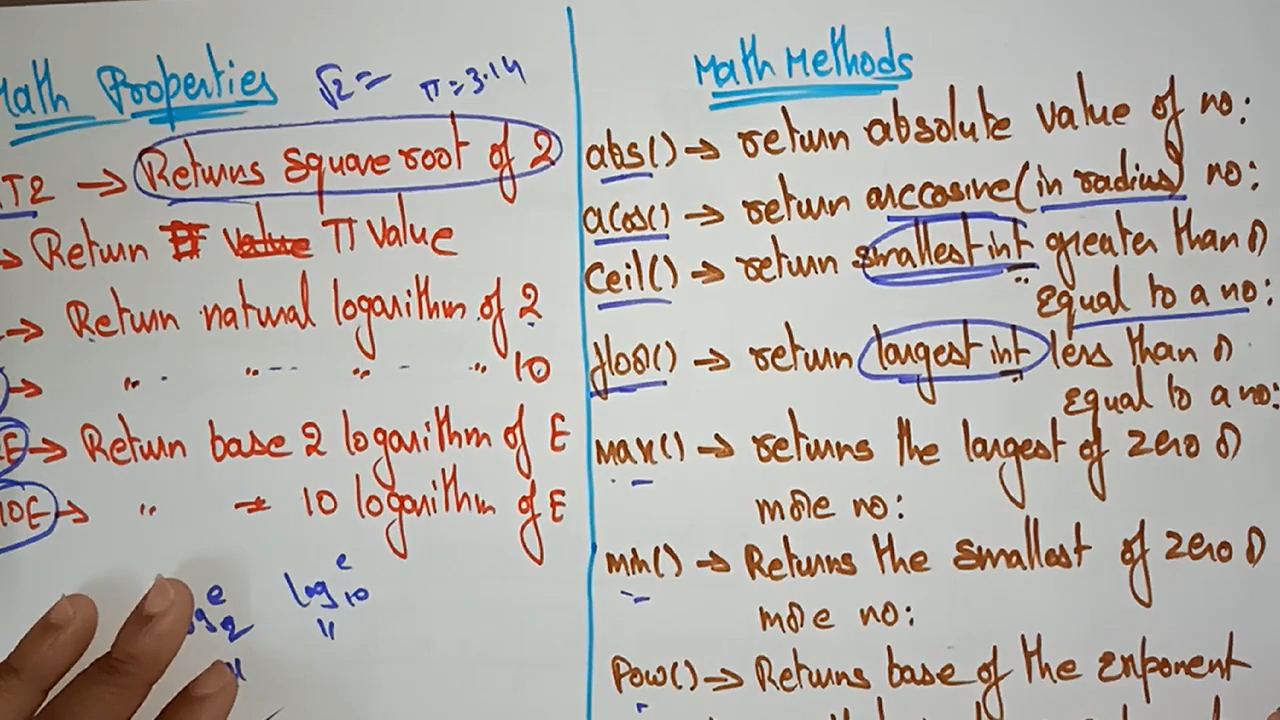 Math Properties √2 = π = 3.14
T2 → Returns square root of 2
→ Return π value
→ Return natural logarithm of 2
→ " " " " 10
E → Return base 2 logarithm of E
10E → " 10 logarithm of E
log e 10
Math Methods
abs() → return absolute value of no:
acos() → return arccosine (in radius) no:
Ceil() → return smallest int greater than or
Equal to a no:
floor() → return largest int less than or
Equal to a no:
max() → returns the largest of zero or
more no:
min() → Returns the smallest of zero or
more no:
Pow() → Returns base of the exponent